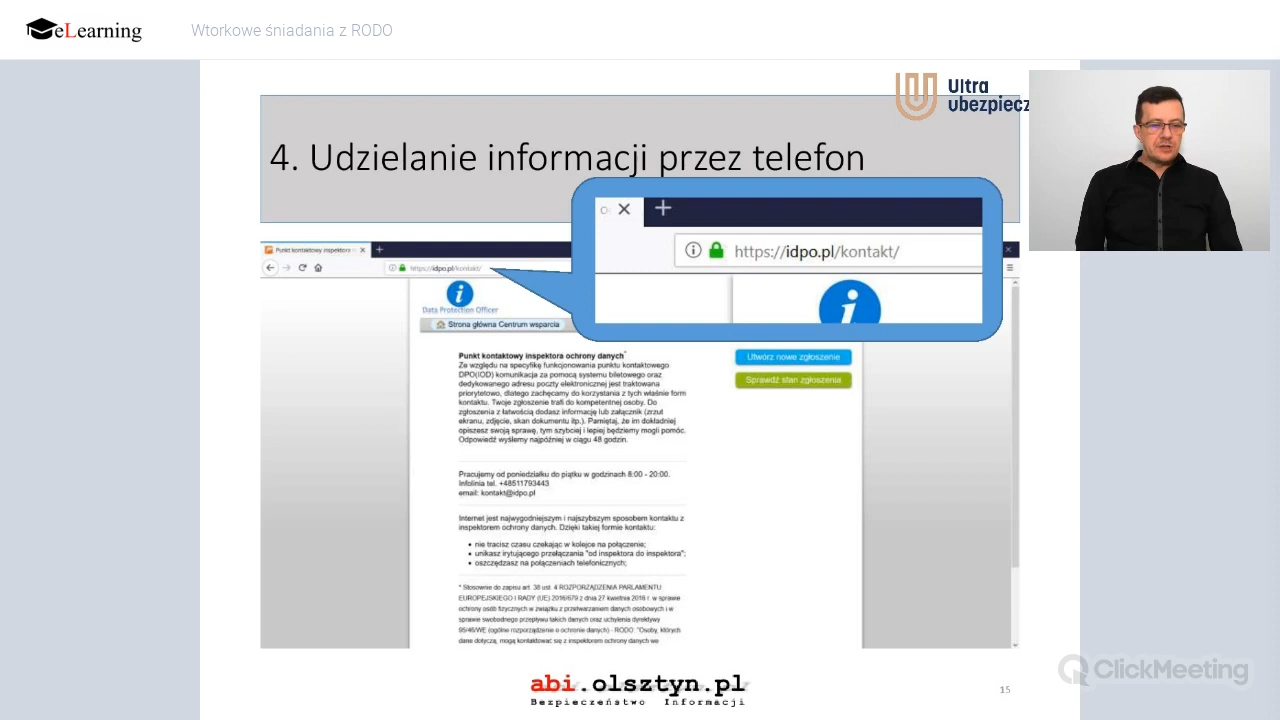 eLearning
Wtorkowe śniadania z RODO
Ultra
ubezpiecz
4. Udzielanie informacji przez telefon
https://idpo.pl/kontakt/
Punkt kontaktowy inspektora
https://idpo.pl/kontakt/
Data Protection Officer
Strona główna Centrum wsparcia
Utwórz nowe zgłoszenie
Sprawdź stan zgłoszenia
Punkt kontaktowy inspektora ochrony danych*
Ze względu na specyfikę funkcjonowania punktu kontaktowego
DPO(IOD) komunikacja za pomocą systemu biletowego oraz
dedykowanego adresu poczty elektronicznej jest traktowana
priorytetowo, dlatego zachęcamy do korzystania z tych właśnie form
kontaktu. Twoje zgłoszenie trafi do kompetentnej osoby. Do
zgłoszenia z łatwością dodasz informację lub załącznik (zrzut
ekranu, zdjęcie, skan dokumentu itp.). Pamiętaj, że im dokładniej
opiszesz swoją sprawę, tym szybciej i lepiej będziemy mogli pomóc.
Odpowiedź wyślemy najpóźniej w ciągu 48 godzin.
Pracujemy od poniedziałku do piątku w godzinach 8:00 - 20:00.
Infolinia tel. +48511793443
email: kontakt@idpo.pl
Internet jest najwygodniejszym i najszybszym sposobem kontaktu z
inspektorem ochrony danych. Dzięki takiej formie kontaktu:
• nie tracisz czasu czekając w kolejce na połączenie;
• unikasz irytującego przełączania "od inspektora do inspektora";
• oszczędzasz na połączeniach telefonicznych;
* Stosownie do zapisu art. 38 ust. 4 ROZPORZĄDZENIA PARLAMENTU
EUROPEJSKIEGO I RADY (UE) 2016/679 z dnia 27 kwietnia 2016 r. w sprawie
ochrony osób fizycznych w związku z przetwarzaniem danych osobowych i w
sprawie swobodnego przepływu takich danych oraz uchylenia dyrektywy
95/46/WE (ogólne rozporządzenie o ochronie danych) - RODO: "Osoby, których
dane dotyczą, mogą kontaktować się z inspektorem ochrony danych we
abi.olsztyn.pl
Bezpieczeństwo Informacji
15
ClickMeeting